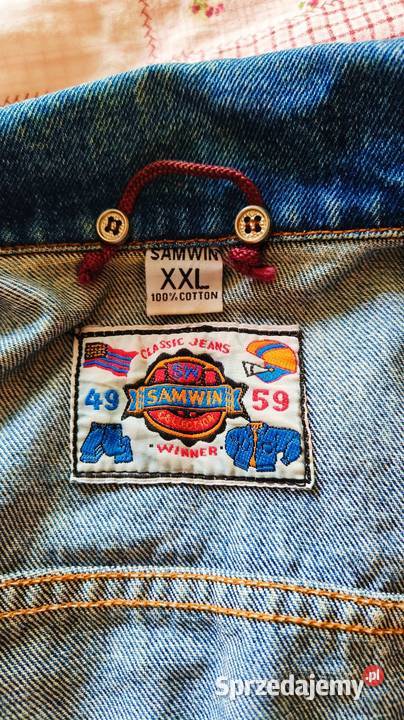 SAMWIN
XXL
100% COTTON
CLASSIC JEANS
SW
49 SAMWIN 59
COLLECTION
·WINNER·
Sprzedajemy.pl